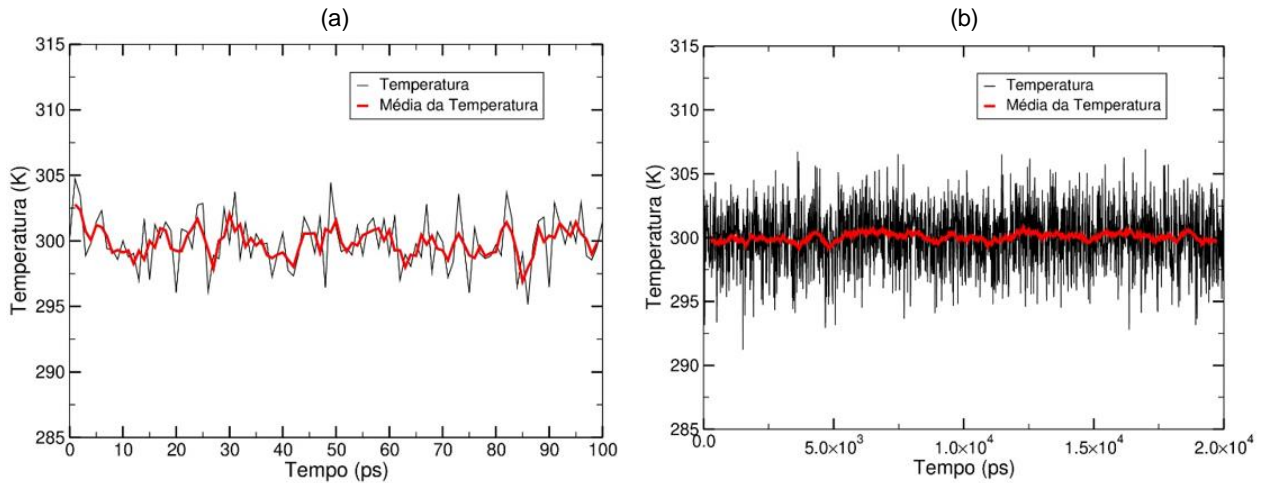 (a)
315
310
305
300
295
290
285
Temperatura (K)
Temperatura
Média da Temperatura
0 10 20 30 40 50 60 70 80 90 100
Tempo (ps)
(b)
315
310
305
300
295
290
285
Temperatura (K)
Temperatura
Média da Temperatura
0.0 5.0×10³ 1.0×10⁴ 1.5×10⁴ 2.0×10⁴
Tempo (ps)